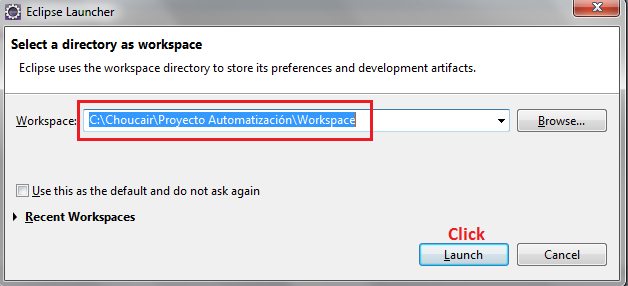 Eclipse Launcher
Select a directory as workspace
Eclipse uses the workspace directory to store its preferences and development artifacts.
Workspace: C:\Choucair\Proyecto Automatización\Workspace Browse...
Use this as the default and do not ask again
Recent Workspaces
Click
Launch Cancel